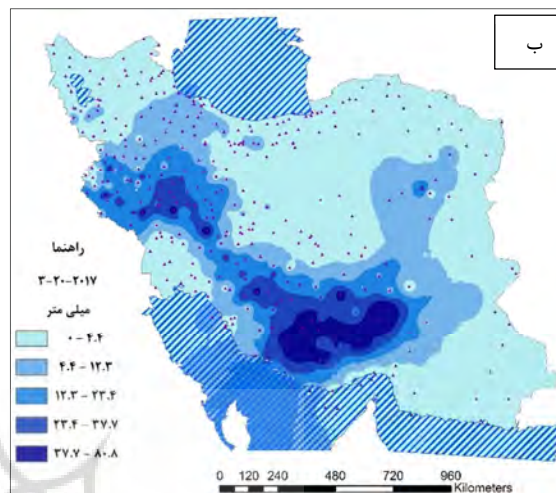 ب
راهنما
۳-۲۰-۲۰۱۷
میلی متر
۰ - ۴.۴
۴.۴ - ۱۲.۳
۱۲.۳ - ۲۳.۴
۲۳.۴ - ۳۷.۷
۳۷.۷ - ۸۰.۸
0 120 240 480 720 960
Kilometers